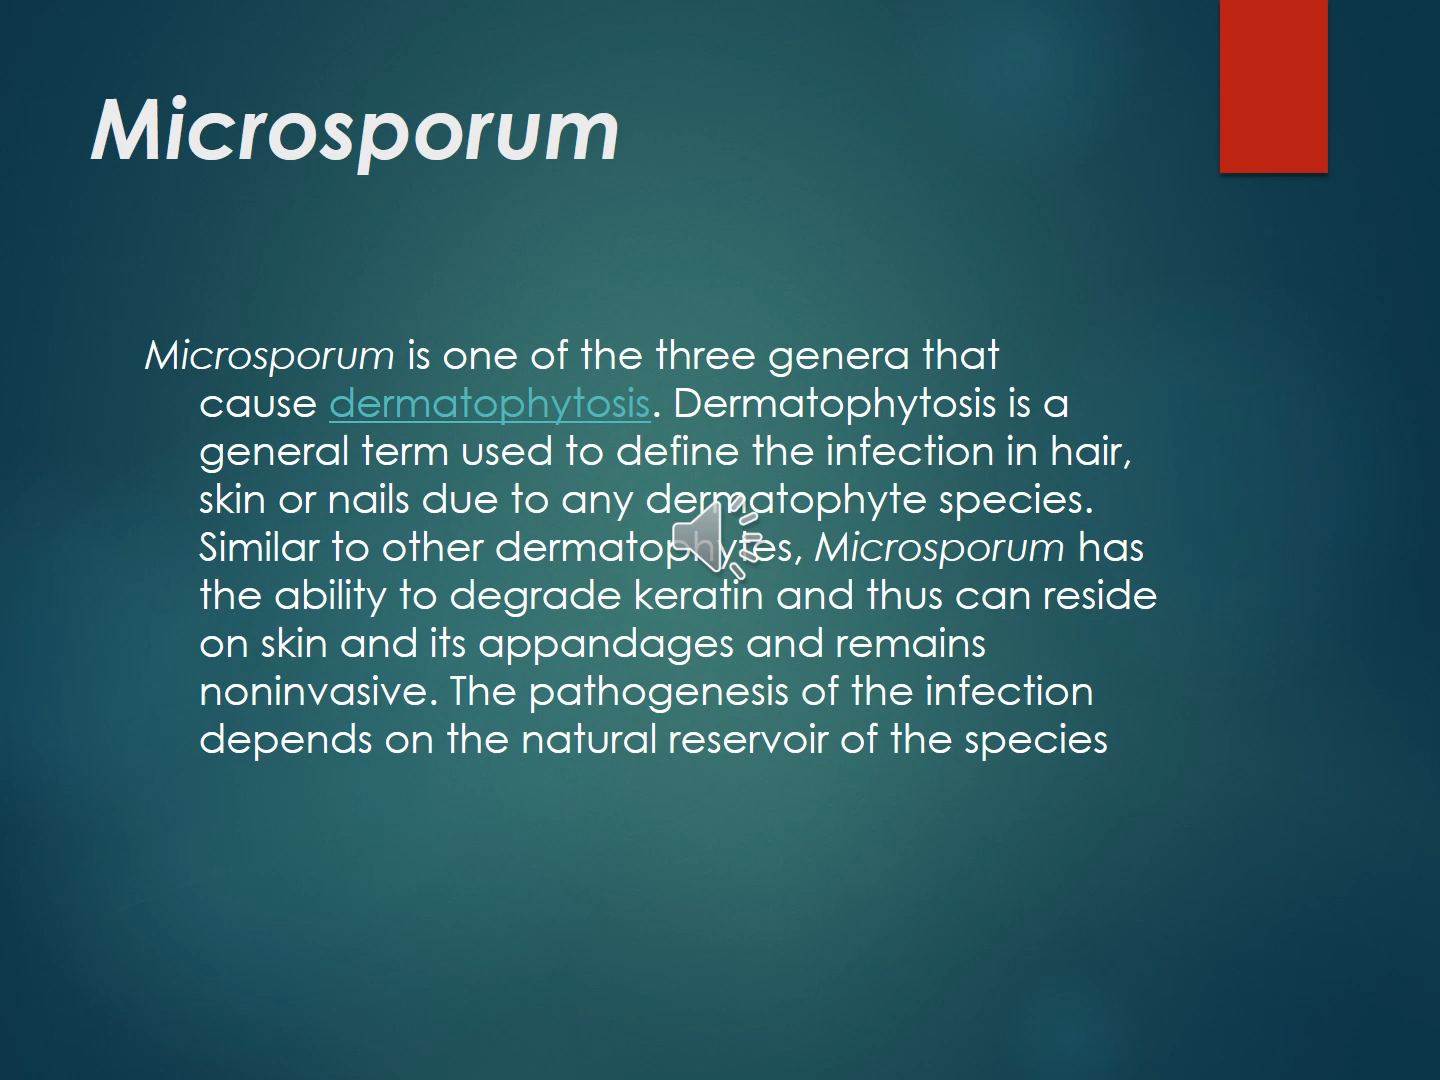 Microsporum
Microsporum is one of the three genera that
cause dermatophytosis. Dermatophytosis is a
general term used to define the infection in hair,
skin or nails due to any dermatophyte species.
Similar to other dermatophytes, Microsporum has
the ability to degrade keratin and thus can reside
on skin and its appandages and remains
noninvasive. The pathogenesis of the infection
depends on the natural reservoir of the species